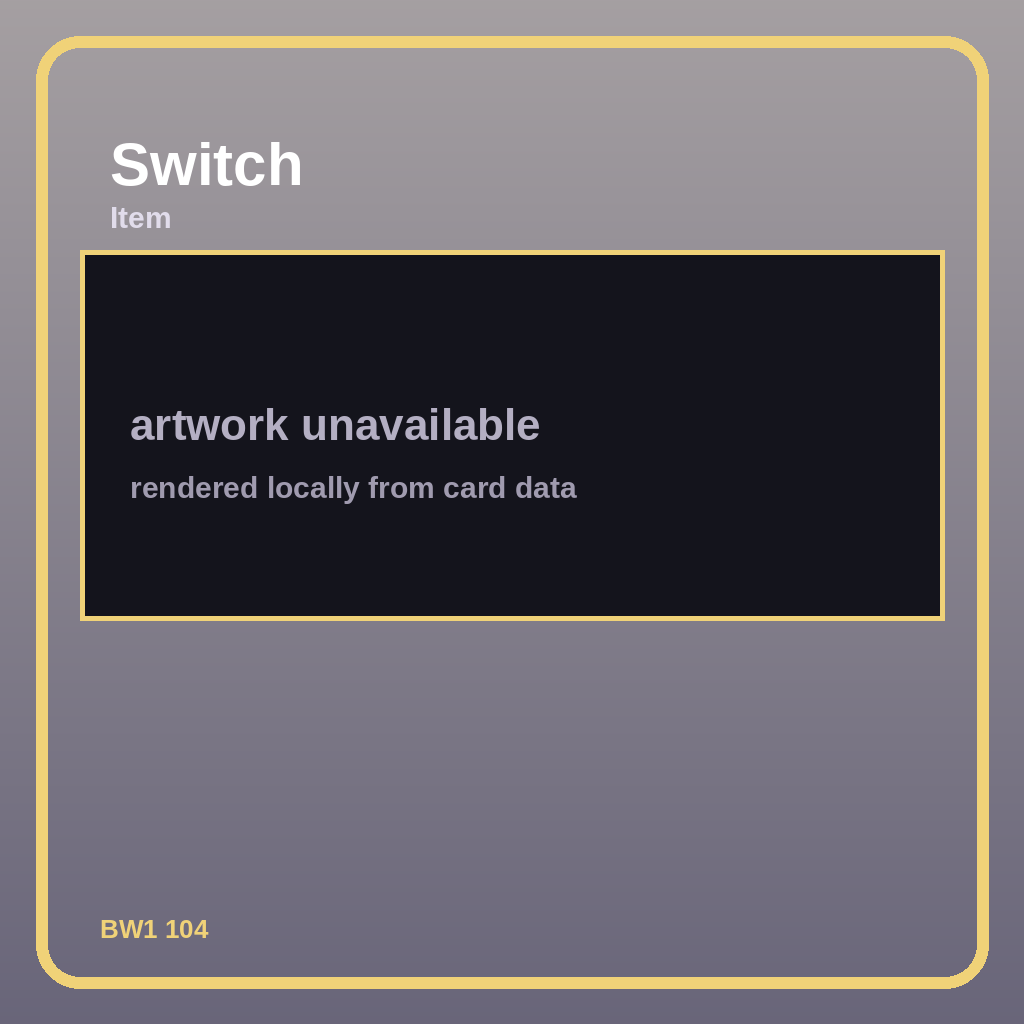 Switch
Item
artwork unavailable
rendered locally from card data
BW1 104